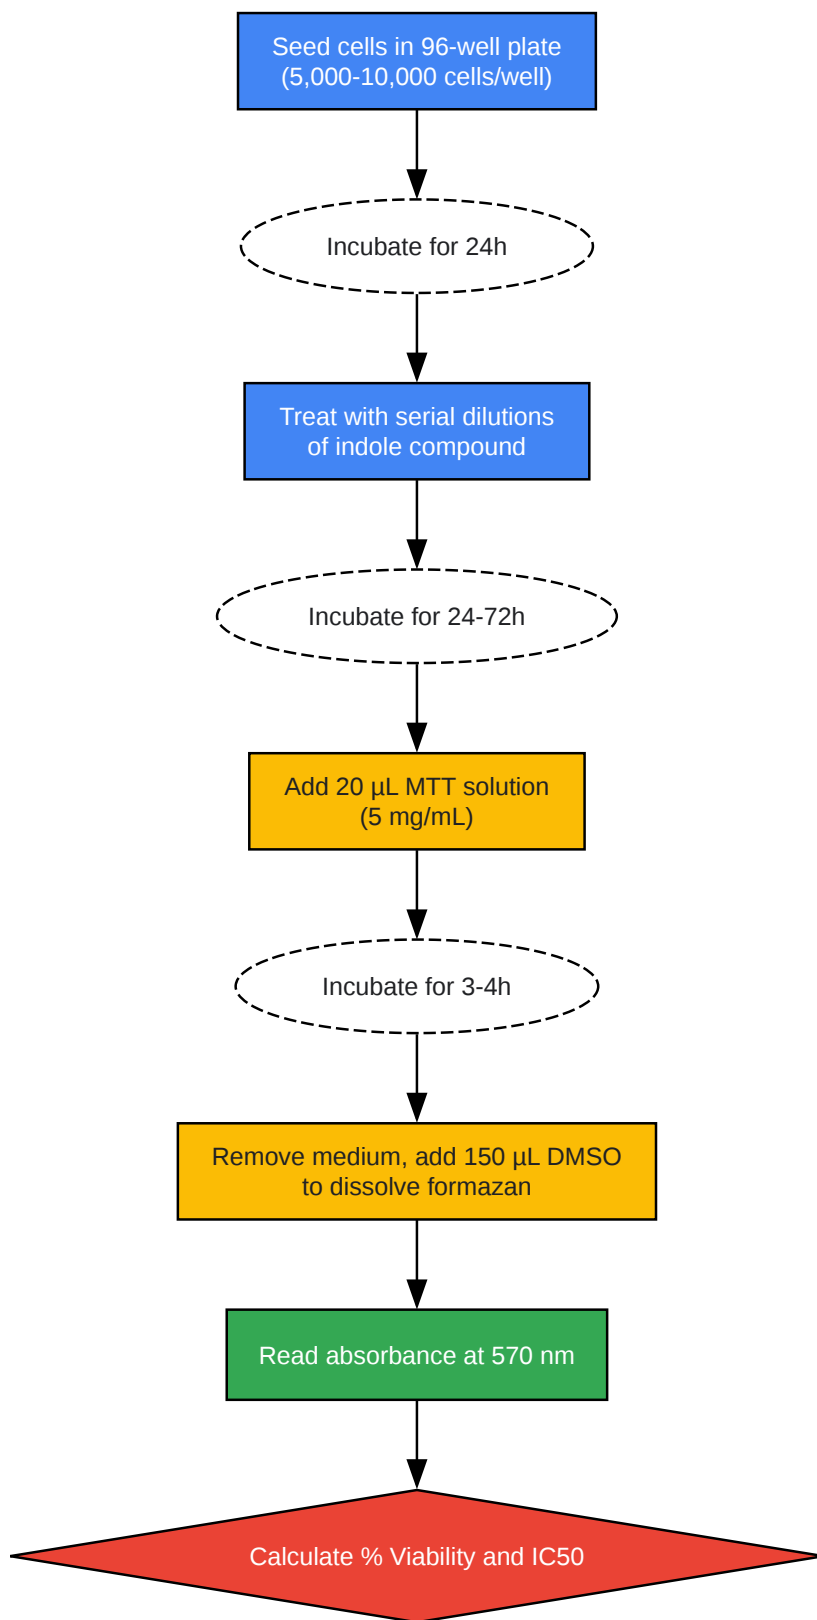 Seed cells in 96-well plate
(5,000-10,000 cells/well)
Incubate for 24h
Treat with serial dilutions
of indole compound
Incubate for 24-72h
Add 20 µL MTT solution
(5 mg/mL)
Incubate for 3-4h
Remove medium, add 150 µL DMSO
to dissolve formazan
Read absorbance at 570 nm
Calculate % Viability and IC50